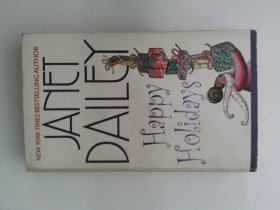 NEW YORK TIMES BESTSELLING AUTHOR
JANET
DAILEY
Happy
Holidays